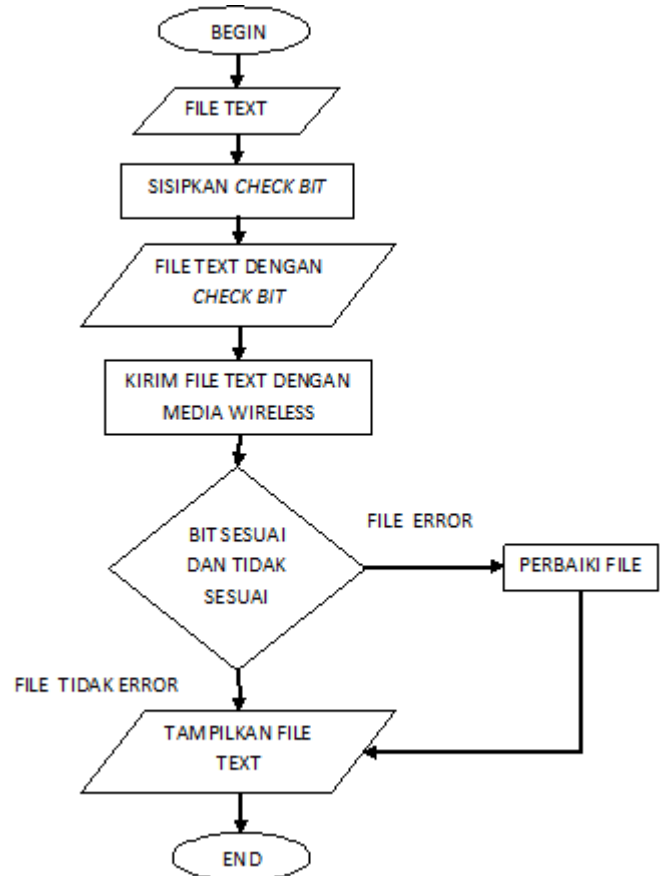 BEGIN
FILE TEXT
SISIPKAN CHECK BIT
FILE TEXT DENGAN
CHECK BIT
KIRIM FILE TEXT DENGAN
MEDIA WIRELESS
BIT SESUAI
DAN TIDAK
SESUAI
FILE ERROR
PERBAIKI FILE
FILE TIDAK ERROR
TAMPILKAN FILE
TEXT
END